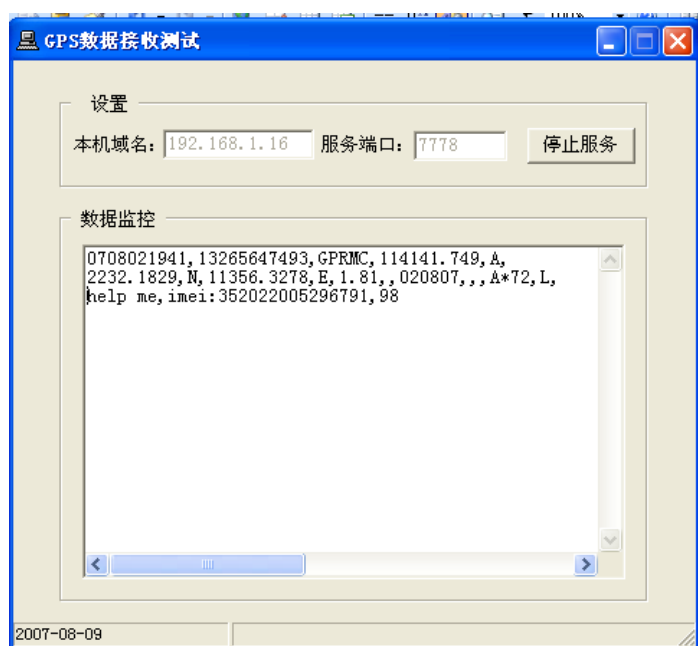 GPS数据接收测试
设置
本机域名: 192.168.1.16 服务端口: 7778 停止服务
数据监控
0708021941,13265647493,GPRMC,114141.749,A,
2232.1829,N,11356.3278,E,1.81,,020807,,,A*72,L,
help me,imei:352022005296791,98
2007-08-09